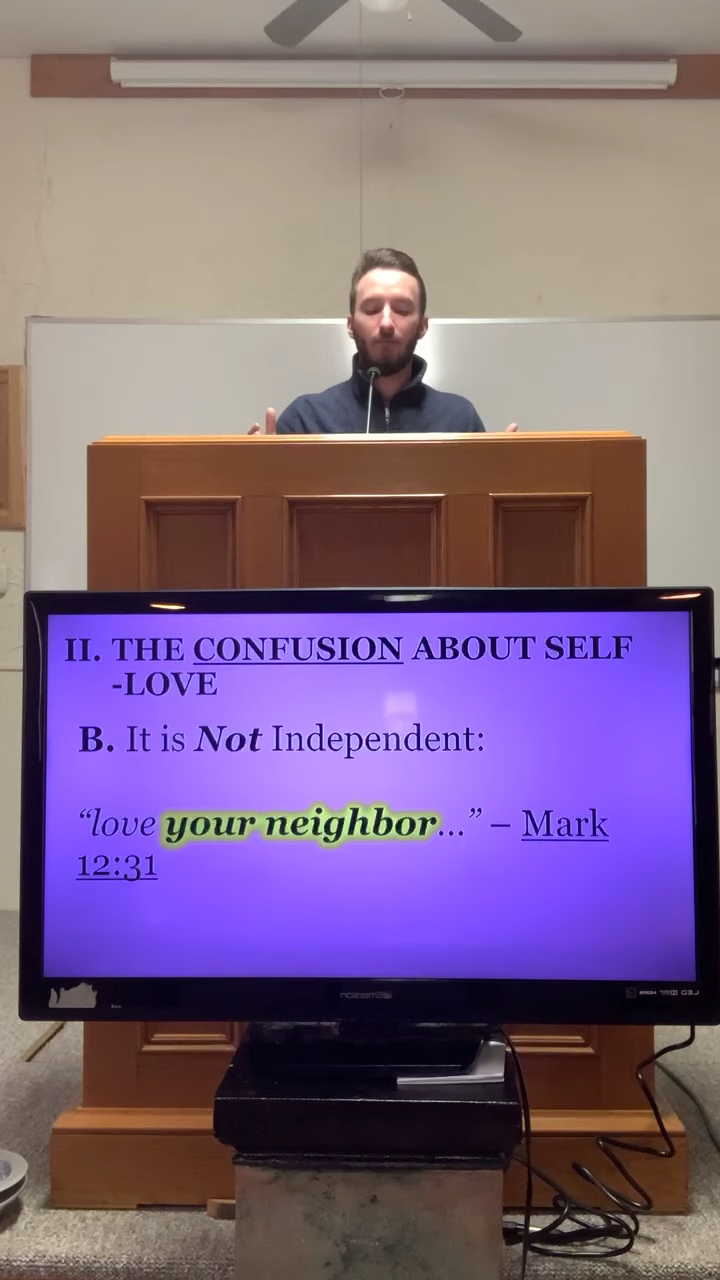 II. THE CONFUSION ABOUT SELF
-LOVE
B. It is Not Independent:
“love your neighbor...” – Mark
12:31